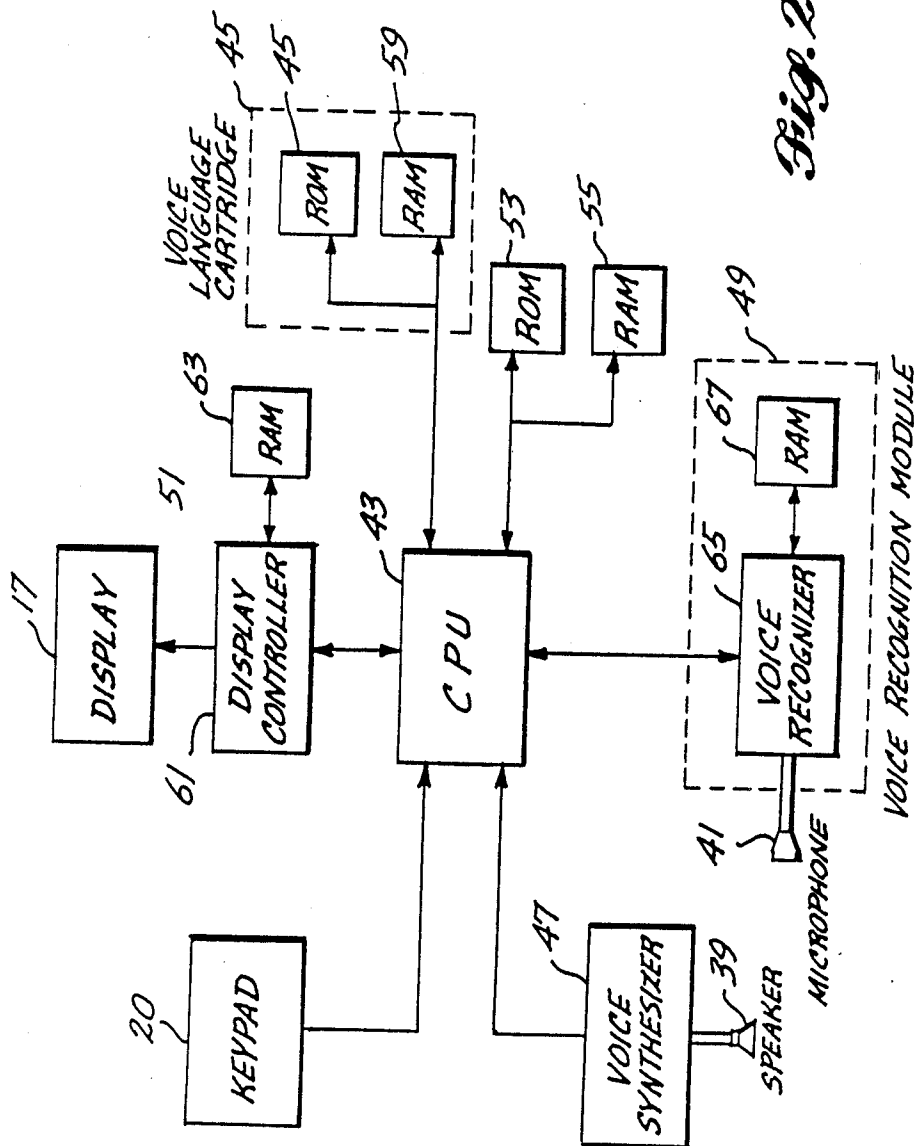 17
DISPLAY
51
63
RAM
61
DISPLAY
CONTROLLER
VOICE
LANGUAGE
CARTRIDGE
45
ROM
45
RAM
59
20
KEYPAD
43
CPU
ROM
53
RAM
55
47
VOICE
SYNTHESIZER
39
SPEAKER
41
MICROPHONE
65
VOICE
RECOGNIZER
67
RAM
49
VOICE RECOGNITION MODULE
Fig. 2